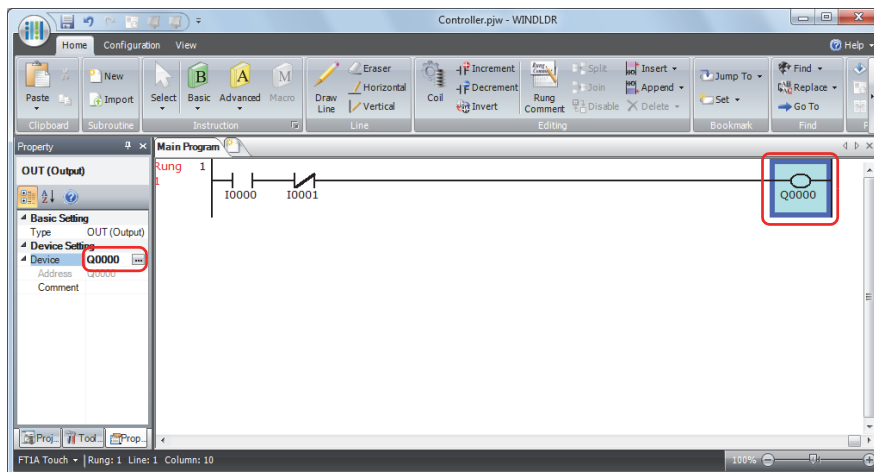 Controller.pjw - WINDLDR
Home Configuration View Help
Paste
New
Import
Select Basic Advanced Macro
Draw Line
Eraser
Horizontal
Vertical
Coil
Increment
Decrement
Invert
Rung Comment
Split Insert
Join Append
Disable Delete
Jump To
Set
Find
Replace
Go To
Clipboard Subroutine Instruction Line Editing Bookmark Find
Property
Main Program
OUT (Output)
Basic Setting
Type OUT (Output)
Device Setting
Device Q0000 ...
Address Q0000
Comment
Rung 1
1
I0000 I0001 Q0000
Proj... Tool... Prop...
FT1A Touch Rung: 1 Line: 1 Column: 10 100%